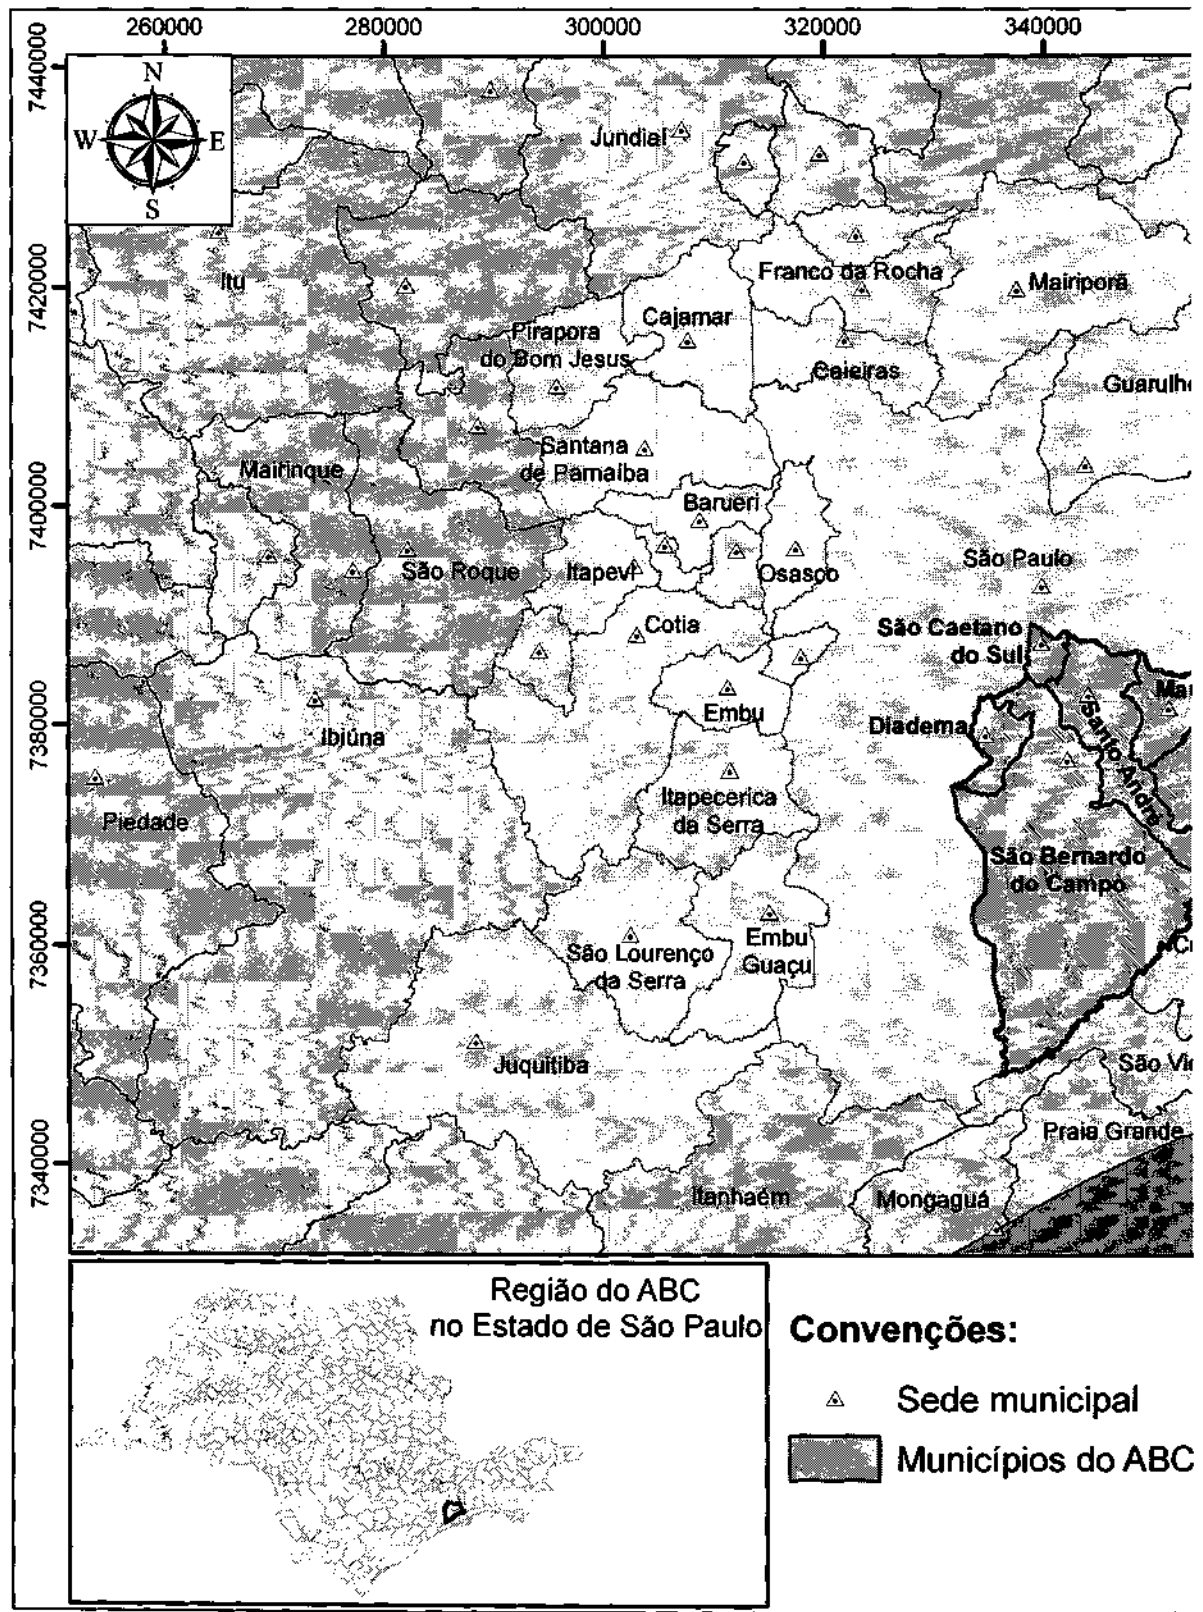 260000 280000 300000 320000 340000
7440000
N
W E
S
Jundiaí
Itu
Franco da Rocha
Mairiporã
7420000
Cajamar
Pirapora
do Bom Jesus
Caieiras
Guarulh
Santana
de Parnaíba
Mairinque
Barueri
7400000
São Roque
Itapevi
Osasco
São Paulo
Cotia
São Caetano
do Sul
Embu
Diadema
Santo André
Mau
7380000
Ibiúna
Itapecerica
da Serra
Piedade
São Bernardo
do Campo
7360000
São Lourenço
da Serra
Embu
Guaçu
Juquitiba
São Vi
Praia Grande
7340000
Itanhaém
Mongaguá
Região do ABC
no Estado de São Paulo
Convenções:
Sede municipal
Municípios do ABC